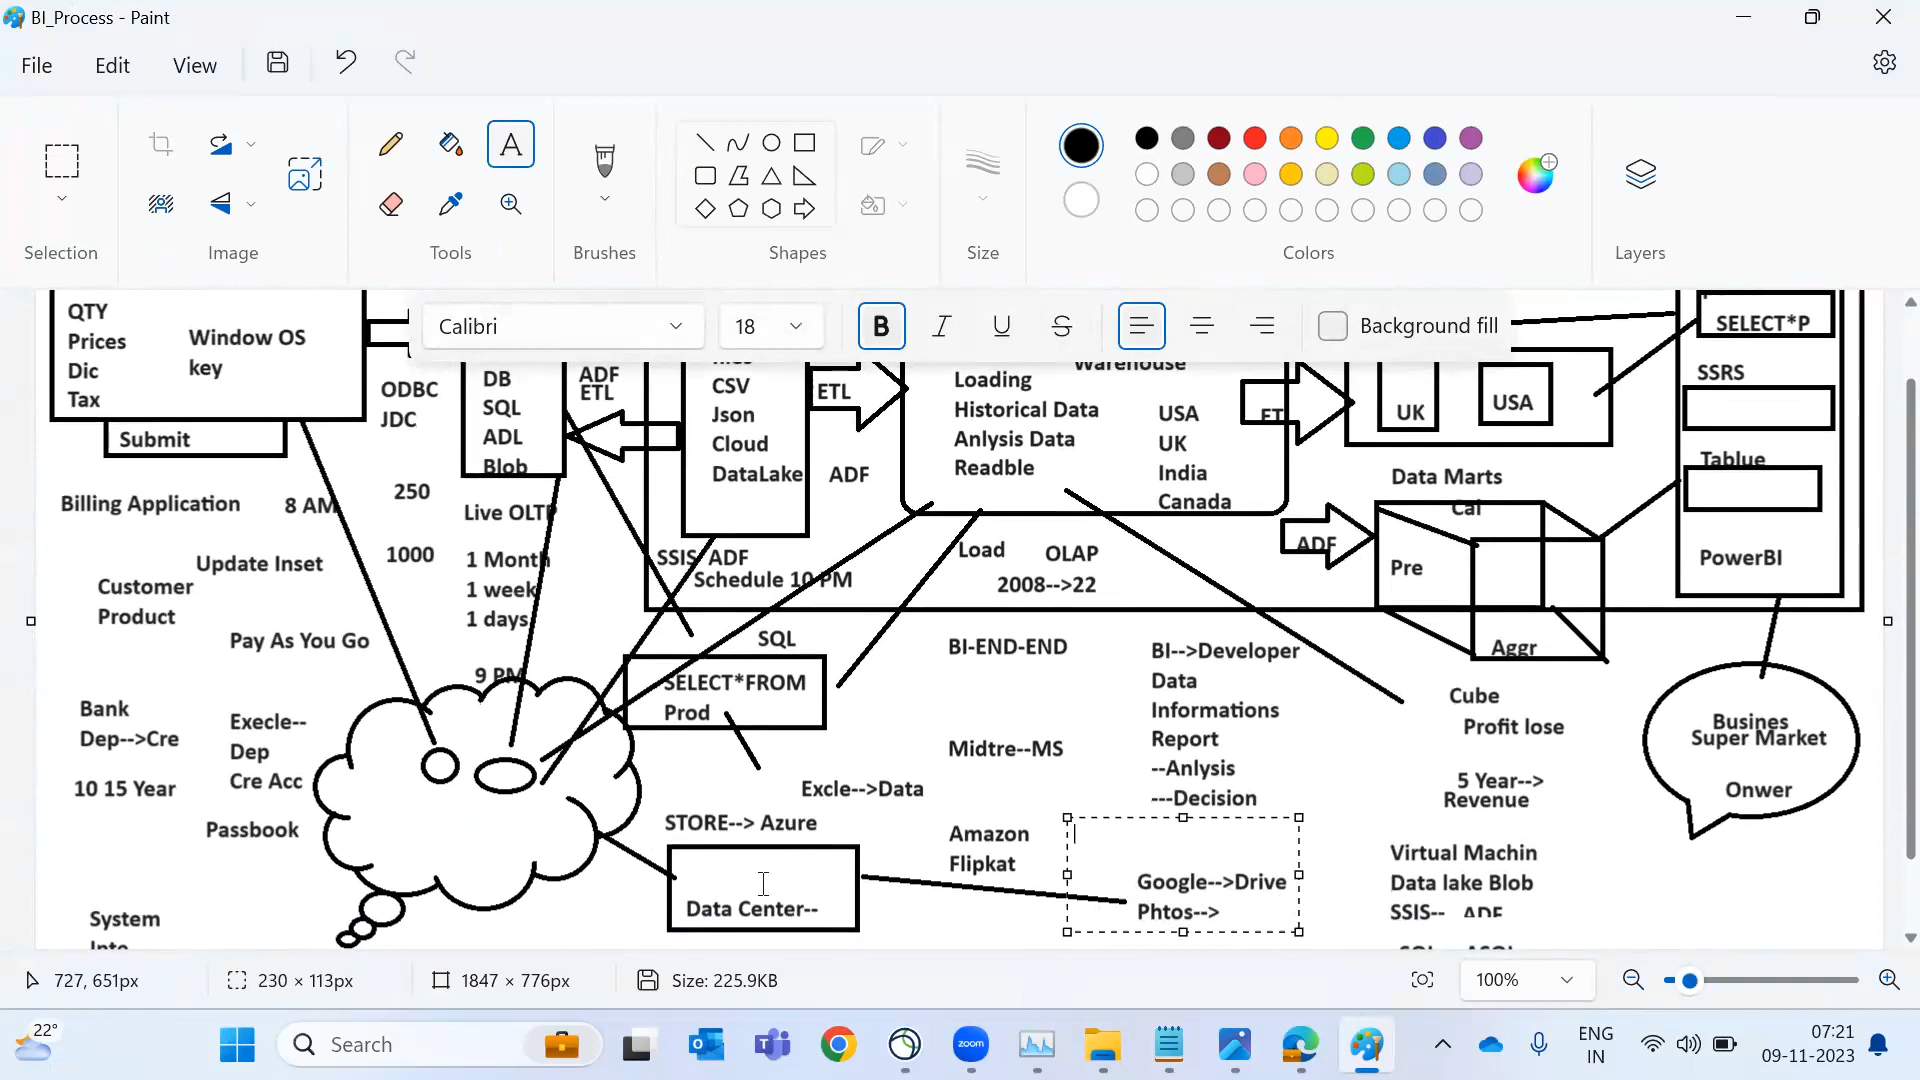 BI_Process - Paint
File
Edit
View
Selection
Image
Tools
Brushes
Shapes
Size
Colors
Layers
Calibri
18
B
Background fill
QTY
Prices
Dic
Tax
Window OS
key
Submit
ODBC
JDC
DB
SQL
ADL
Blob
ADF
ETL
CSV
Json
Cloud
DataLake
ETL
ADF
Warehouse
Loading
Historical Data
Anlysis Data
Readble
USA
UK
India
Canada
ET
UK
USA
SELECT*P
SSRS
Tablue
PowerBI
Data Marts
Cal
ADF
Pre
Aggr
Billing Application
8 AM
250
Live OLTP
1000
1 Month
1 week
1 days
9 PM
Update Inset
Customer
Product
Pay As You Go
SSIS ADF
Schedule 10 PM
Load
OLAP
2008-->22
SQL
SELECT*FROM
Prod
BI-END-END
BI-->Developer
Data
Informations
Report
--Anlysis
---Decision
Cube
Profit lose
Busines
Super Market
Onwer
Bank
Dep-->Cre
10 15 Year
Execle--
Dep
Cre Acc
Passbook
Midtre--MS
Excle-->Data
5 Year-->
Revenue
STORE--> Azure
Data Center--
Amazon
Flipkat
Google-->Drive
Phtos-->
Virtual Machin
Data lake Blob
SSIS-- ADF
System
727, 651px
230 × 113px
1847 × 776px
Size: 225.9KB
100%
22°
Search
zoom
ENG
IN
07:21
09-11-2023